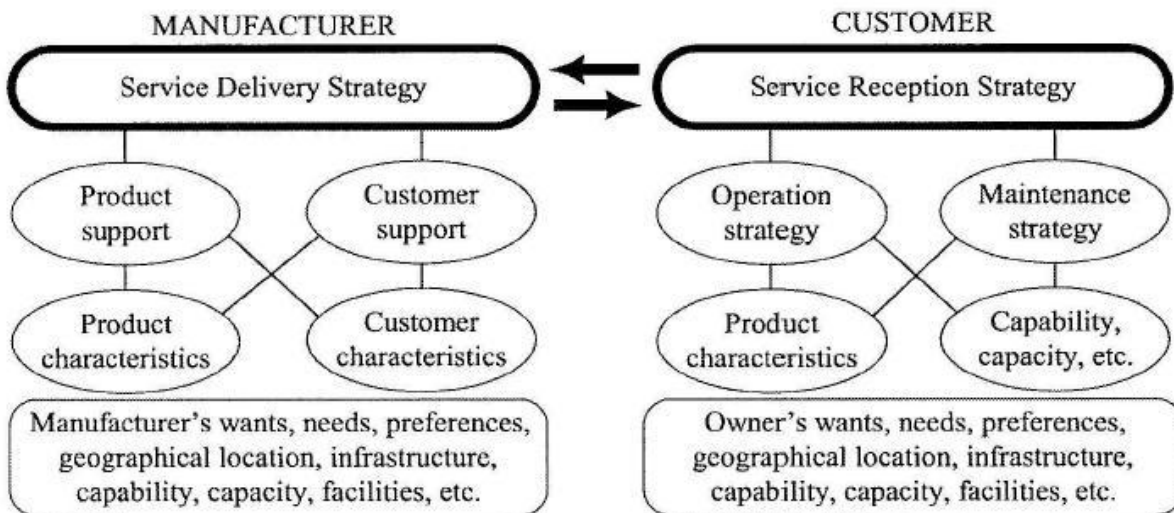 MANUFACTURER
Service Delivery Strategy
Product
support
Customer
support
Product
characteristics
Customer
characteristics
Manufacturer's wants, needs, preferences,
geographical location, infrastructure,
capability, capacity, facilities, etc.
CUSTOMER
Service Reception Strategy
Operation
strategy
Maintenance
strategy
Product
characteristics
Capability,
capacity, etc.
Owner's wants, needs, preferences,
geographical location, infrastructure,
capability, capacity, facilities, etc.